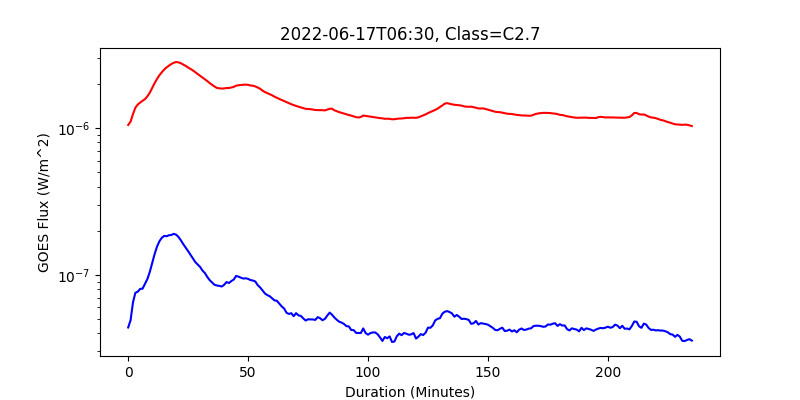 2022-06-17T06:30, Class=C2.7
GOES Flux (W/m^2)
10⁻⁶
10⁻⁷
0 50 100 150 200
Duration (Minutes)